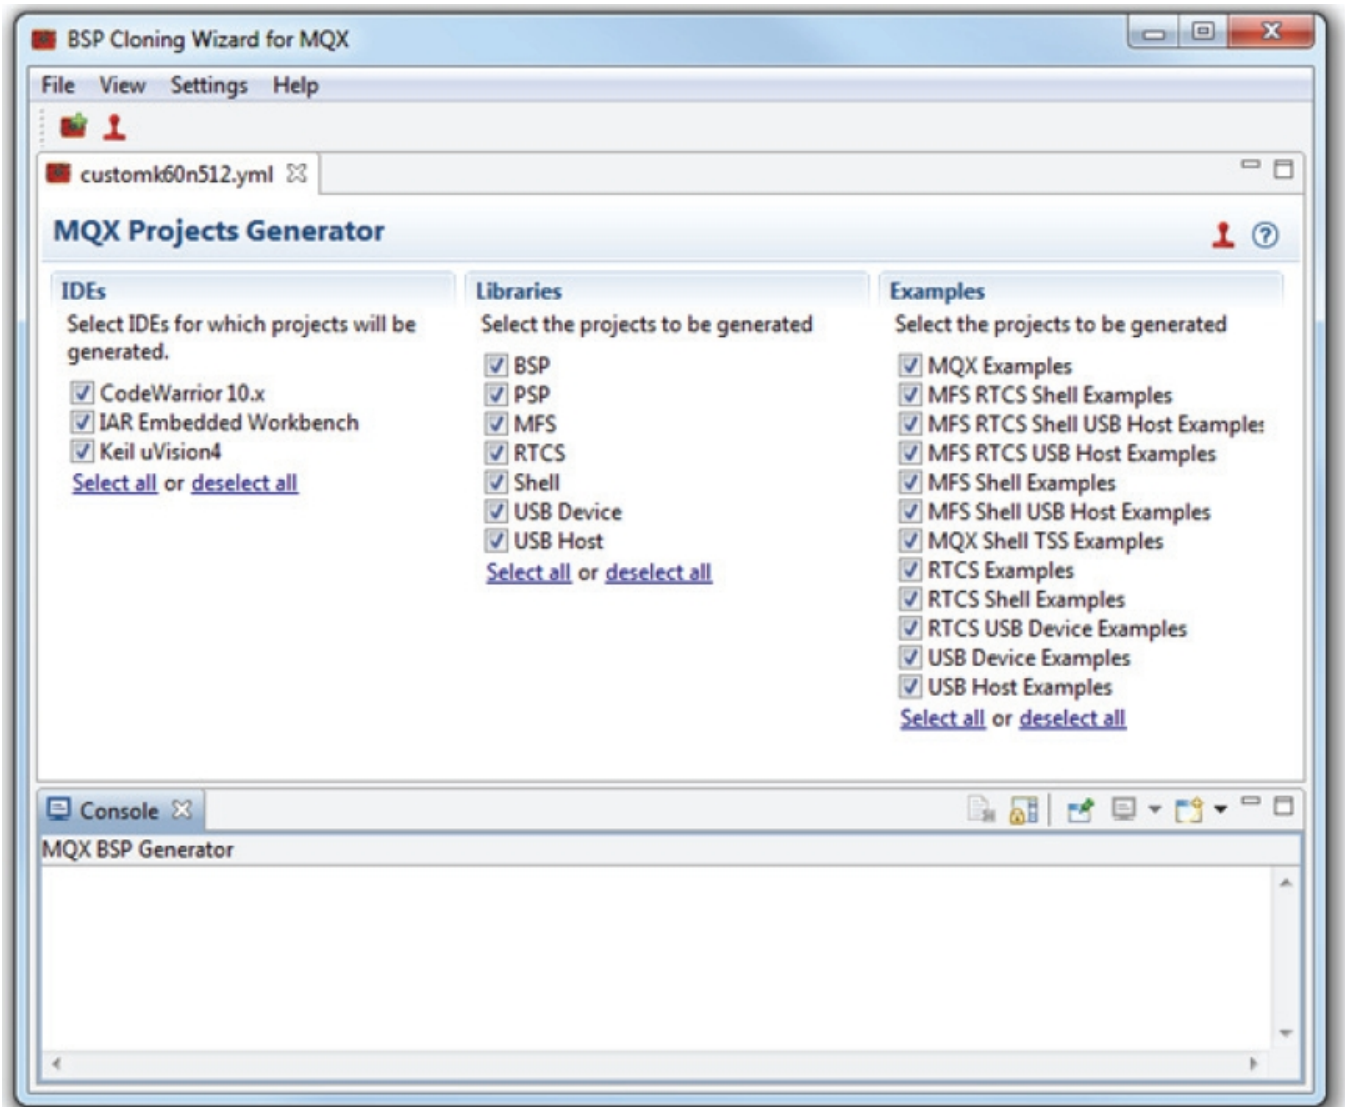 BSP Cloning Wizard for MQX
File View Settings Help
customk60n512.yml
MQX Projects Generator
IDEs
Select IDEs for which projects will be
generated.
CodeWarrior 10.x
IAR Embedded Workbench
Keil uVision4
Select all or deselect all
Libraries
Select the projects to be generated
BSP
PSP
MFS
RTCS
Shell
USB Device
USB Host
Select all or deselect all
Examples
Select the projects to be generated
MQX Examples
MFS RTCS Shell Examples
MFS RTCS Shell USB Host Examples
MFS RTCS USB Host Examples
MFS Shell Examples
MFS Shell USB Host Examples
MQX Shell TSS Examples
RTCS Examples
RTCS Shell Examples
RTCS USB Device Examples
USB Device Examples
USB Host Examples
Select all or deselect all
Console
MQX BSP Generator